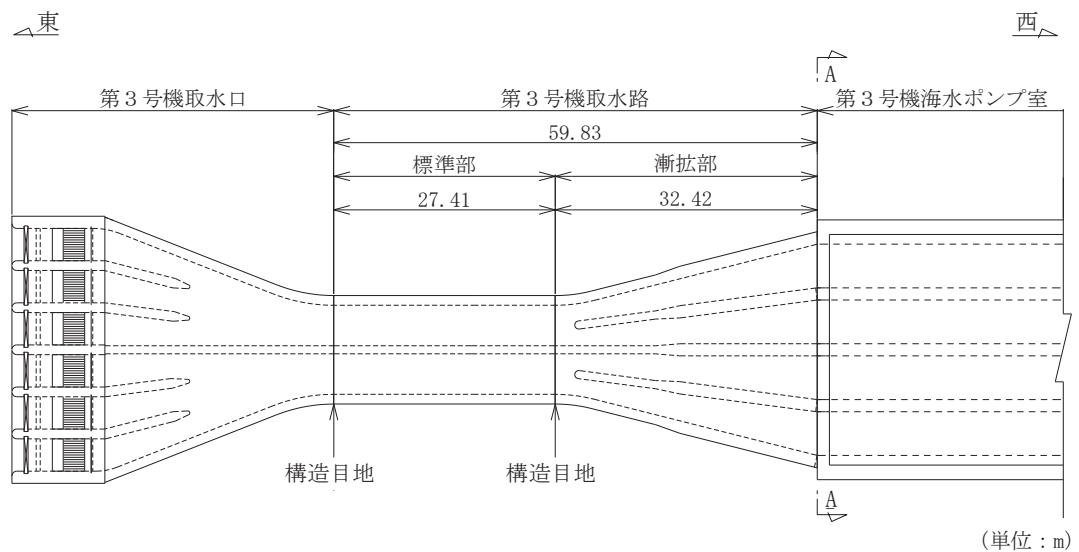 東
西
A
第3号機取水口
第3号機取水路
第3号機海水ポンプ室
59.83
標準部
漸拡部
27.41
32.42
構造目地
構造目地
A
(単位:m)